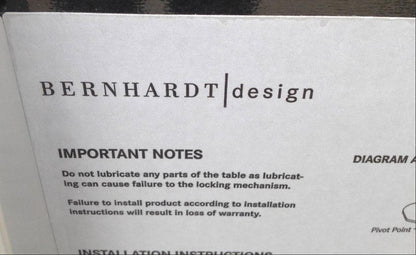 BERNHARDT|design
IMPORTANT NOTES
DIAGRAM A
Do not lubricate any parts of the table as lubricat-
ing can cause failure to the locking mechanism.
Failure to install product according to installation
instructions will result in loss of warranty.
Pivot Point
INSTALLATION INSTRUCTIONS